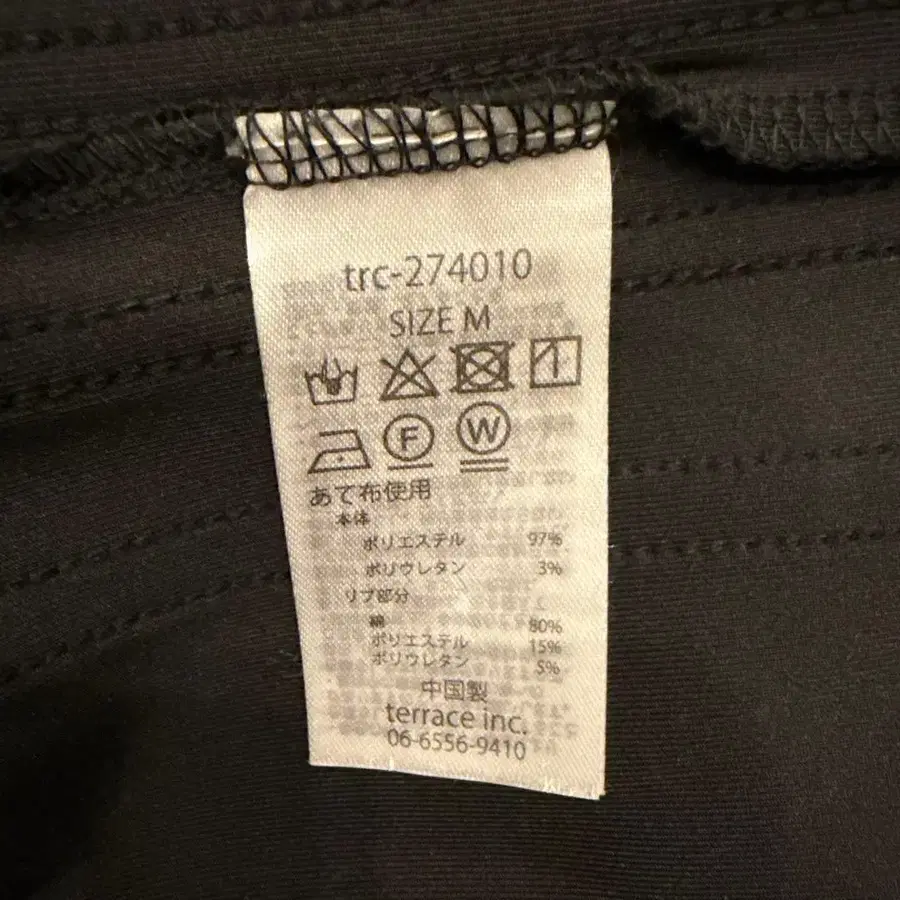 trc-274010
SIZE M
F W
あて布使用
本体
ポリエステル 97%
ポリウレタン 3%
リブ部分
綿 80%
ポリエステル 15%
ポリウレタン 5%
中国製
terrace inc.
06-6556-9410